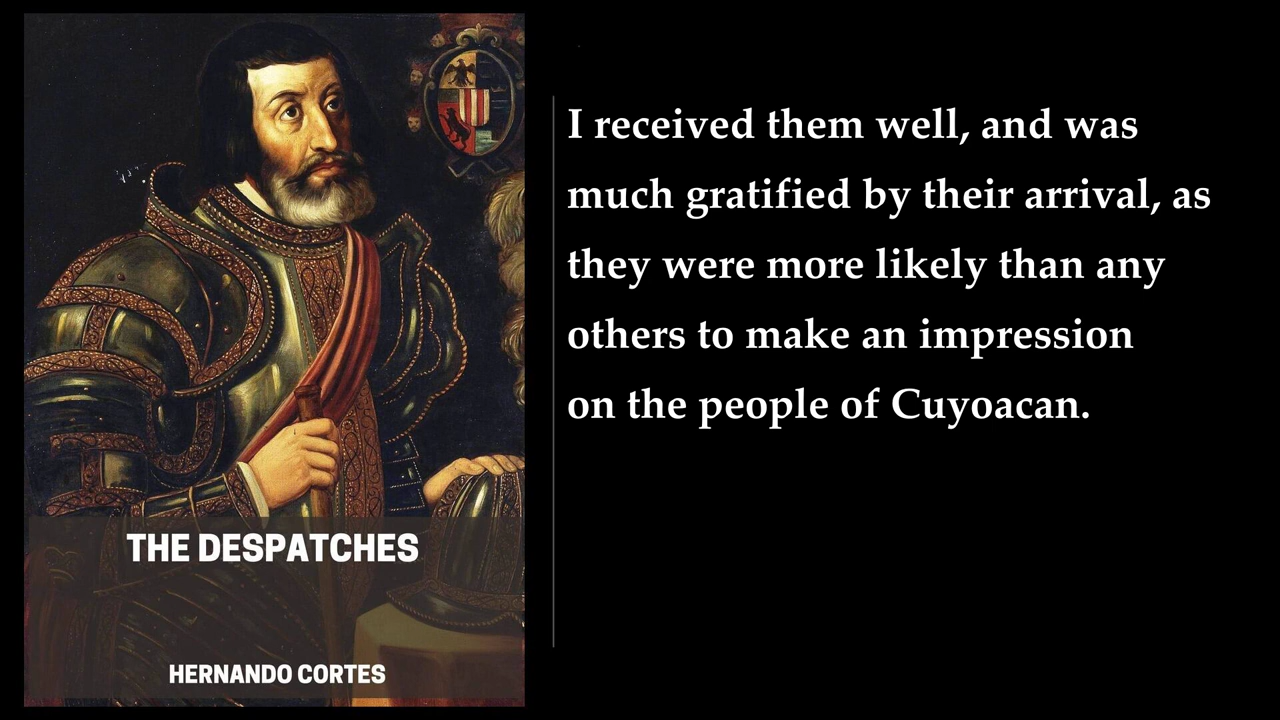 THE DESPATCHES
HERNANDO CORTES
I received them well, and was
much gratified by their arrival, as
they were more likely than any
others to make an impression
on the people of Cuyoacan.